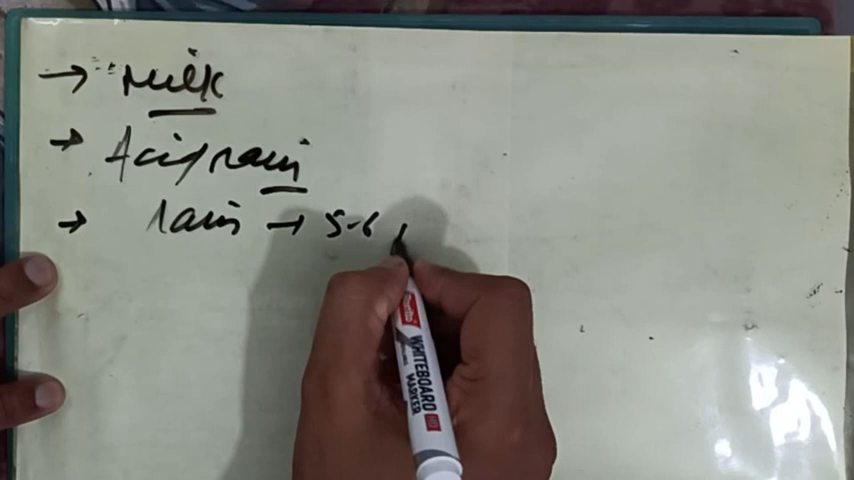 → Milk
→ Acid rain
→ rain → 5.6
WHITEBOARD
MARKER